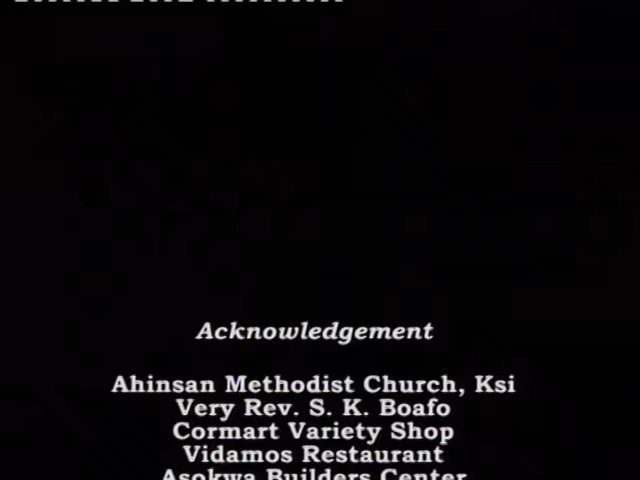 Acknowledgement
Ahinsan Methodist Church, Ksi
Very Rev. S. K. Boafo
Cormart Variety Shop
Vidamos Restaurant
Asokwa Builders Center